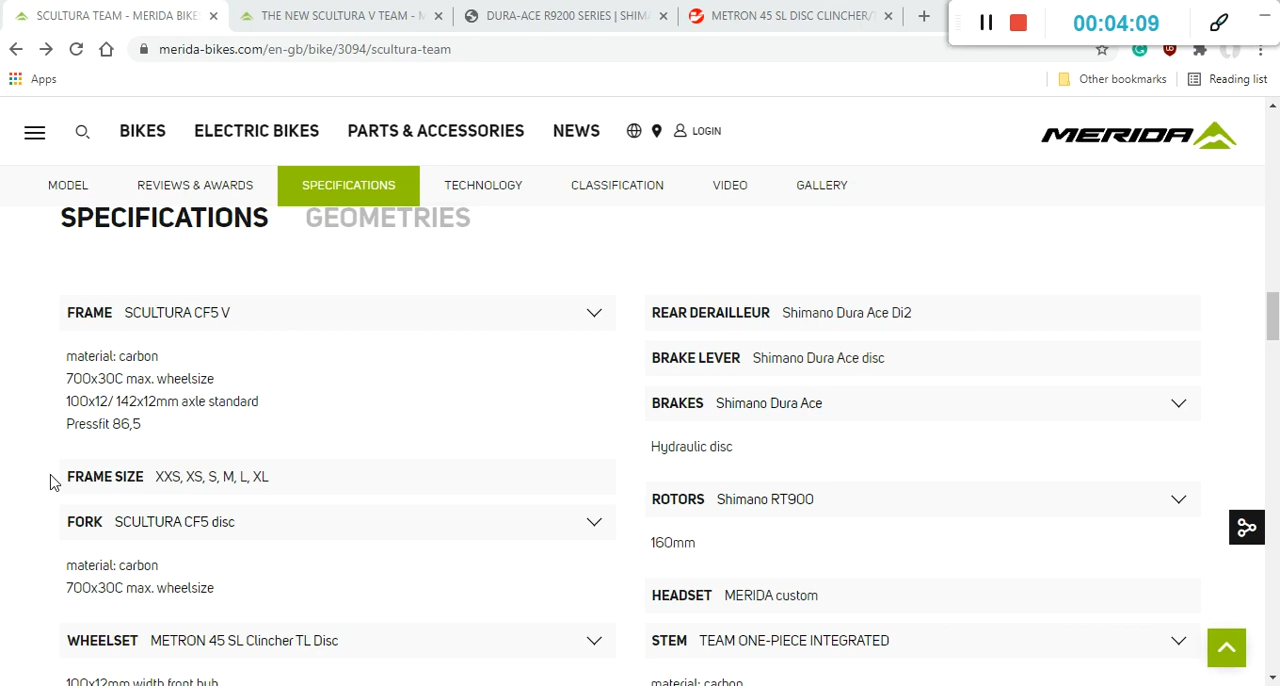 SCULTURA TEAM - MERIDA BIKE
THE NEW SCULTURA V TEAM - M
DURA-ACE R9200 SERIES | SHIM
METRON 45 SL DISC CLINCHER/T
00:04:09
merida-bikes.com/en-gb/bike/3094/scultura-team
Apps
Other bookmarks
Reading list
BIKES
ELECTRIC BIKES
PARTS & ACCESSORIES
NEWS
LOGIN
MERIDA
MODEL
REVIEWS & AWARDS
SPECIFICATIONS
TECHNOLOGY
CLASSIFICATION
VIDEO
GALLERY
SPECIFICATIONS
GEOMETRIES
FRAME SCULTURA CF5 V
material: carbon
700x30C max. wheelsize
100x12/ 142x12mm axle standard
Pressfit 86,5
FRAME SIZE XXS, XS, S, M, L, XL
FORK SCULTURA CF5 disc
material: carbon
700x30C max. wheelsize
WHEELSET METRON 45 SL Clincher TL Disc
100x12mm width front hub
REAR DERAILLEUR Shimano Dura Ace Di2
BRAKE LEVER Shimano Dura Ace disc
BRAKES Shimano Dura Ace
Hydraulic disc
ROTORS Shimano RT900
160mm
HEADSET MERIDA custom
STEM TEAM ONE-PIECE INTEGRATED
material: carbon